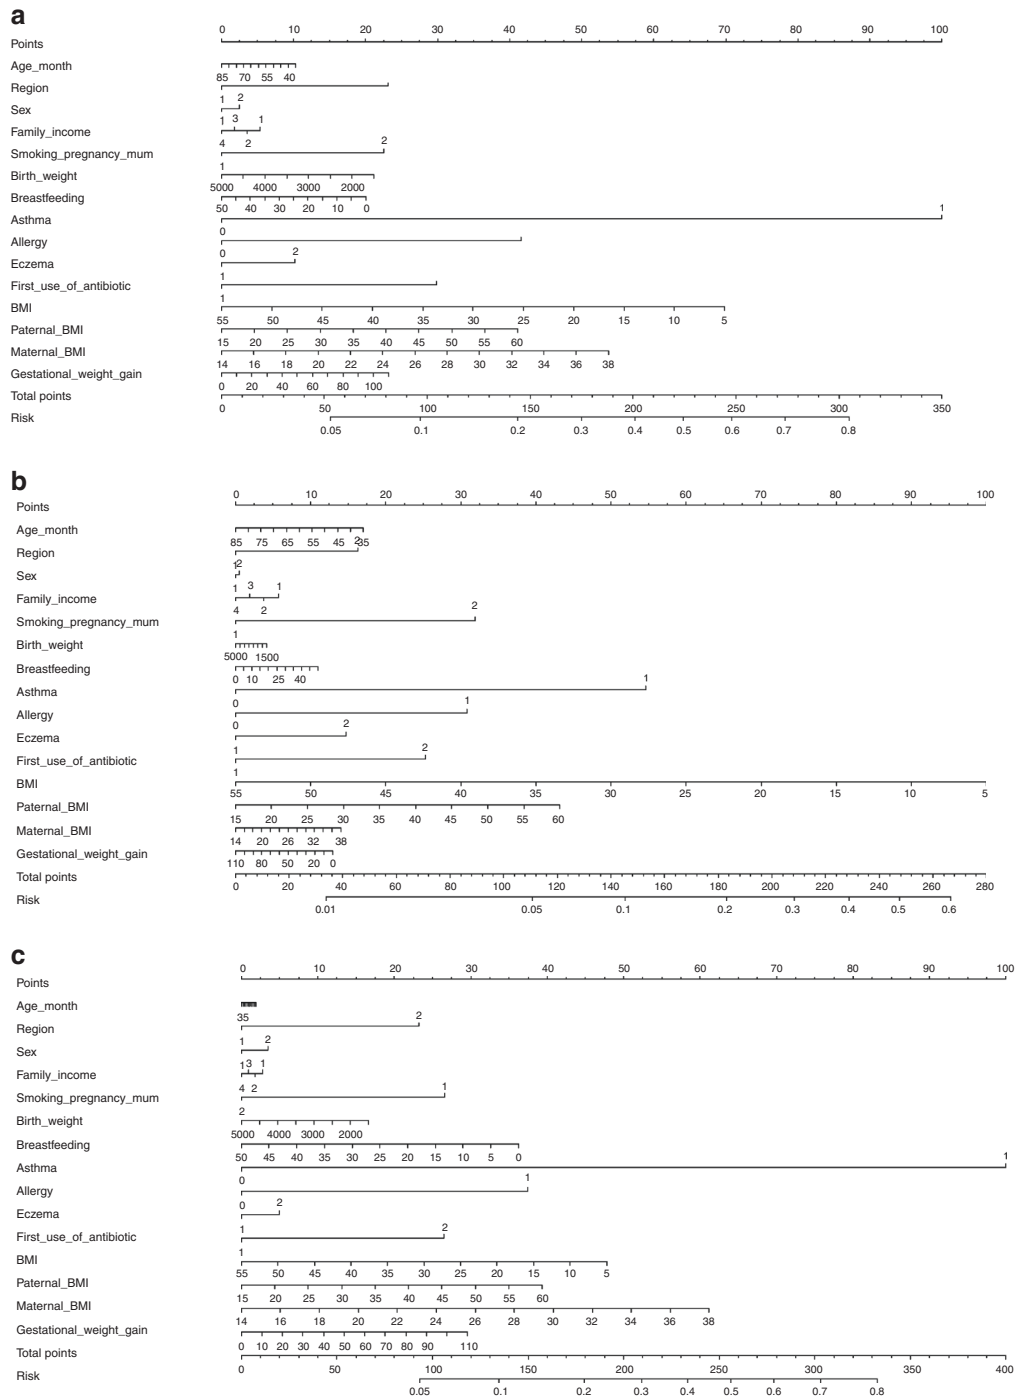 a
0 10 20 30 40 50 60 70 80 90 100
Points
Age_month
85 70 55 40
Region
1 2
Sex
1 3 1
Family_income
4 2 2
Smoking_pregnancy_mum
1
Birth_weight
5000 4000 3000 2000
Breastfeeding
50 40 30 20 10 0
Asthma 1
0
Allergy
0 2
Eczema
1
First_use_of_antibiotic
1
BMI
55 50 45 40 35 30 25 20 15 10 5
Paternal_BMI
15 20 25 30 35 40 45 50 55 60
Maternal_BMI
14 16 18 20 22 24 26 28 30 32 34 36 38
Gestational_weight_gain
0 20 40 60 80 100
Total points
0 50 100 150 200 250 300 350
Risk
0.05 0.1 0.2 0.3 0.4 0.5 0.6 0.7 0.8
b
0 10 20 30 40 50 60 70 80 90 100
Points
Age_month
85 75 65 55 45 2 35
Region
1 2
Sex
1 3 1
Family_income
4 2 2
Smoking_pregnancy_mum
1
Birth_weight
5000 1500
Breastfeeding
0 10 25 40
Asthma 1
0 1
Allergy
0 2
Eczema
1 2
First_use_of_antibiotic
1
BMI
55 50 45 40 35 30 25 20 15 10 5
Paternal_BMI
15 20 25 30 35 40 45 50 55 60
Maternal_BMI
14 20 26 32 38
Gestational_weight_gain
110 80 50 20 0
Total points
0 20 40 60 80 100 120 140 160 180 200 220 240 260 280
Risk
0.01 0.05 0.1 0.2 0.3 0.4 0.5 0.6
c
0 10 20 30 40 50 60 70 80 90 100
Points
Age_month
35 2
Region
1 2
Sex
1 3 1
Family_income
4 2 1
Smoking_pregnancy_mum
2
Birth_weight
5000 4000 3000 2000
Breastfeeding
50 45 40 35 30 25 20 15 10 5 0
Asthma 1
0 1
Allergy
0 2
Eczema
1 2
First_use_of_antibiotic
1
BMI
55 50 45 40 35 30 25 20 15 10 5
Paternal_BMI
15 20 25 30 35 40 45 50 55 60
Maternal_BMI
14 16 18 20 22 24 26 28 30 32 34 36 38
Gestational_weight_gain
0 10 20 30 40 50 60 70 80 90 110
Total points
0 50 100 150 200 250 300 350 400
Risk
0.05 0.1 0.2 0.3 0.4 0.5 0.6 0.7 0.8